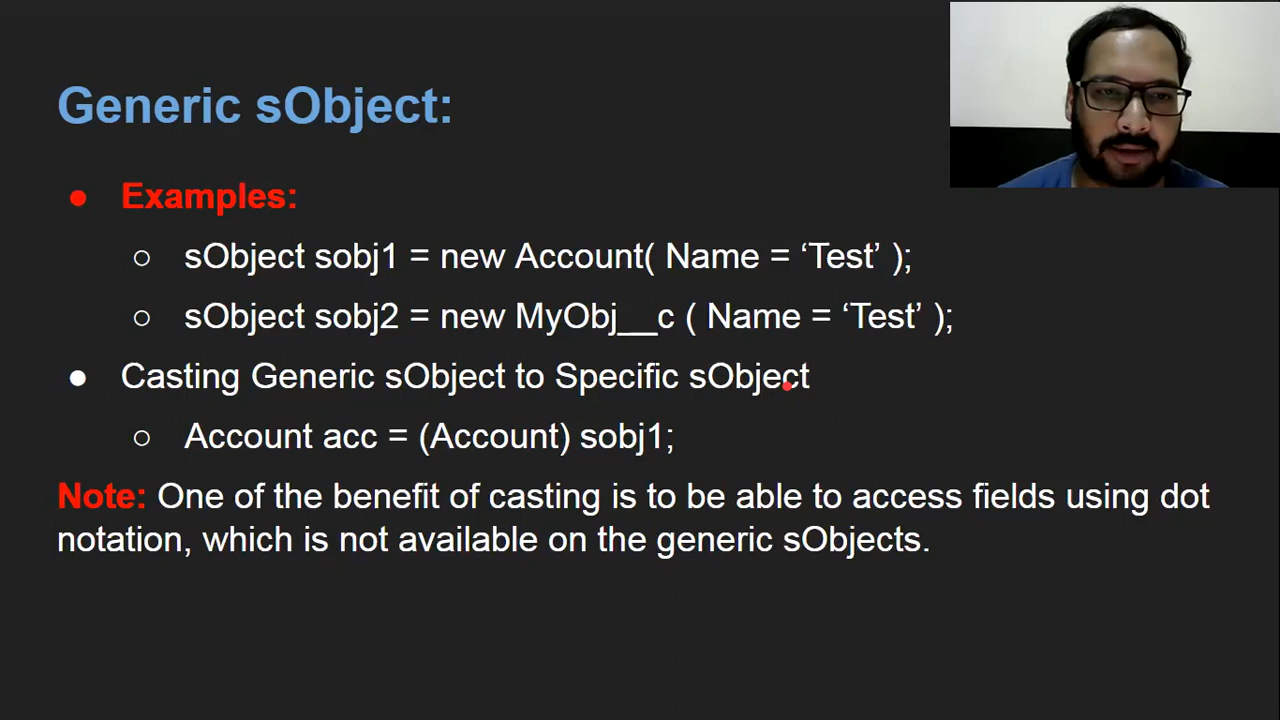 Generic sObject:
● Examples:
○ sObject sobj1 = new Account( Name = ‘Test’ );
○ sObject sobj2 = new MyObj__c ( Name = ‘Test’ );
● Casting Generic sObject to Specific sObject
○ Account acc = (Account) sobj1;
Note: One of the benefit of casting is to be able to access fields using dot
notation, which is not available on the generic sObjects.